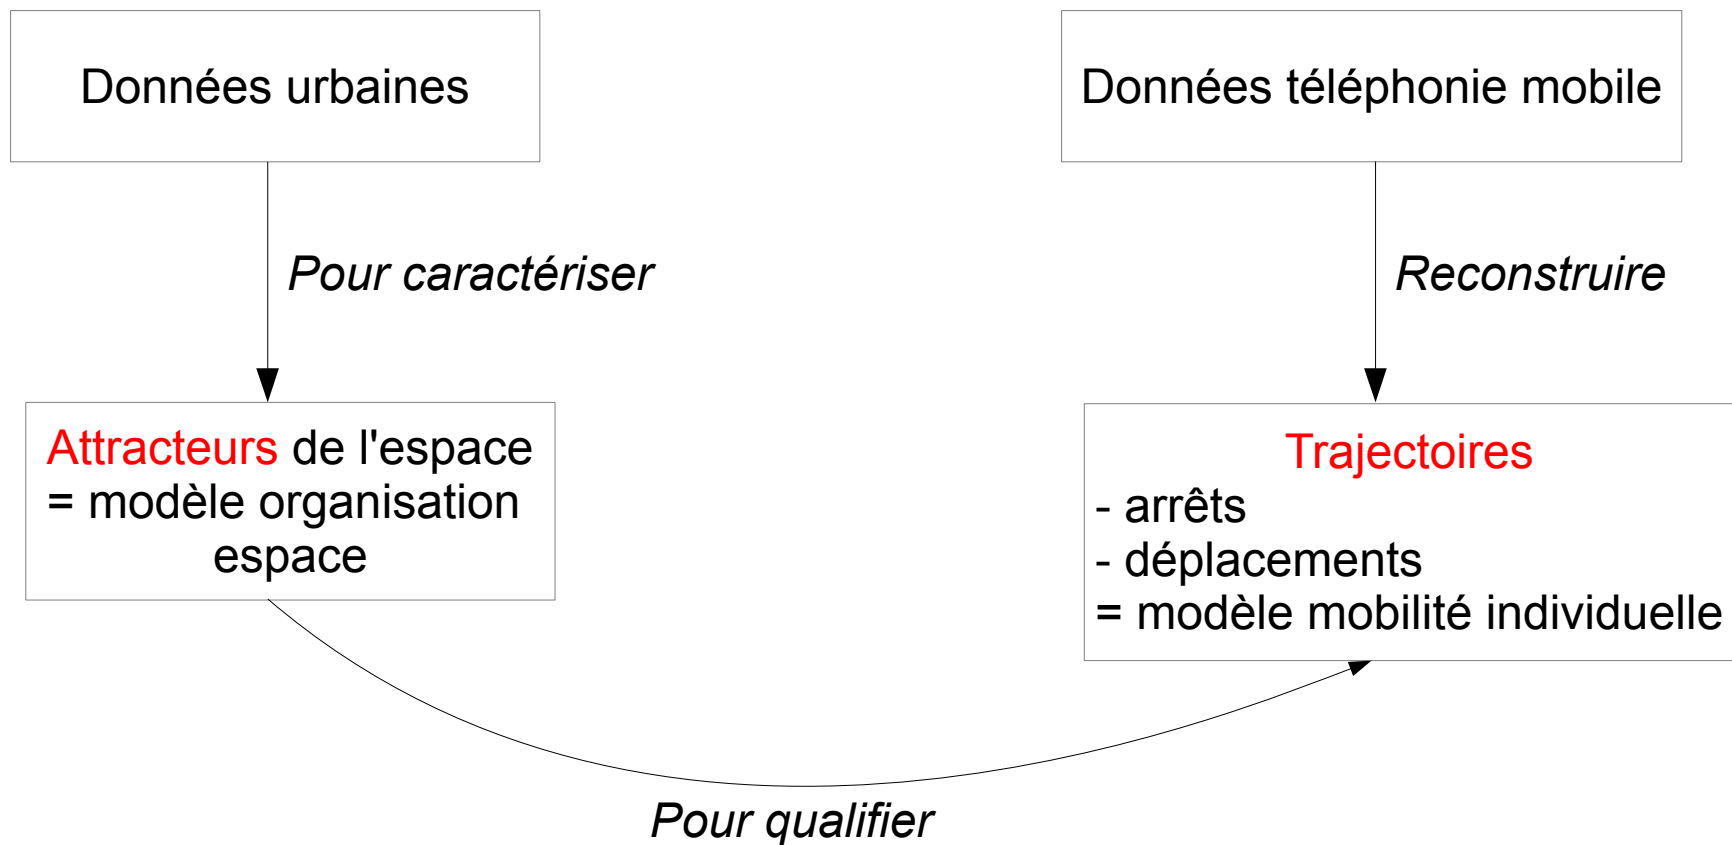 Données urbaines
Données téléphonie mobile
Pour caractériser
Reconstruire
Attracteurs de l'espace
= modèle organisation
espace
Trajectoires
- arrêts
- déplacements
= modèle mobilité individuelle
Pour qualifier